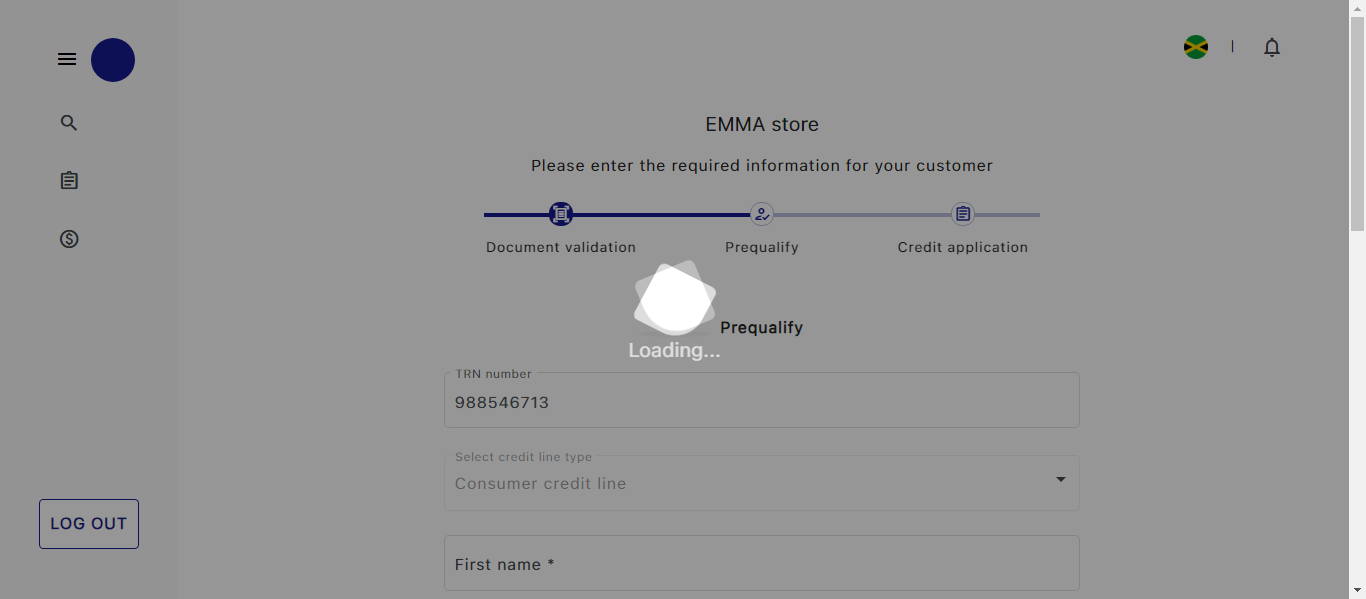 EMMA store
Please enter the required information for your customer
Document validation
Prequalify
Credit application
Prequalify
Loading...
TRN number
988546713
Select credit line type
Consumer credit line
First name *
LOG OUT